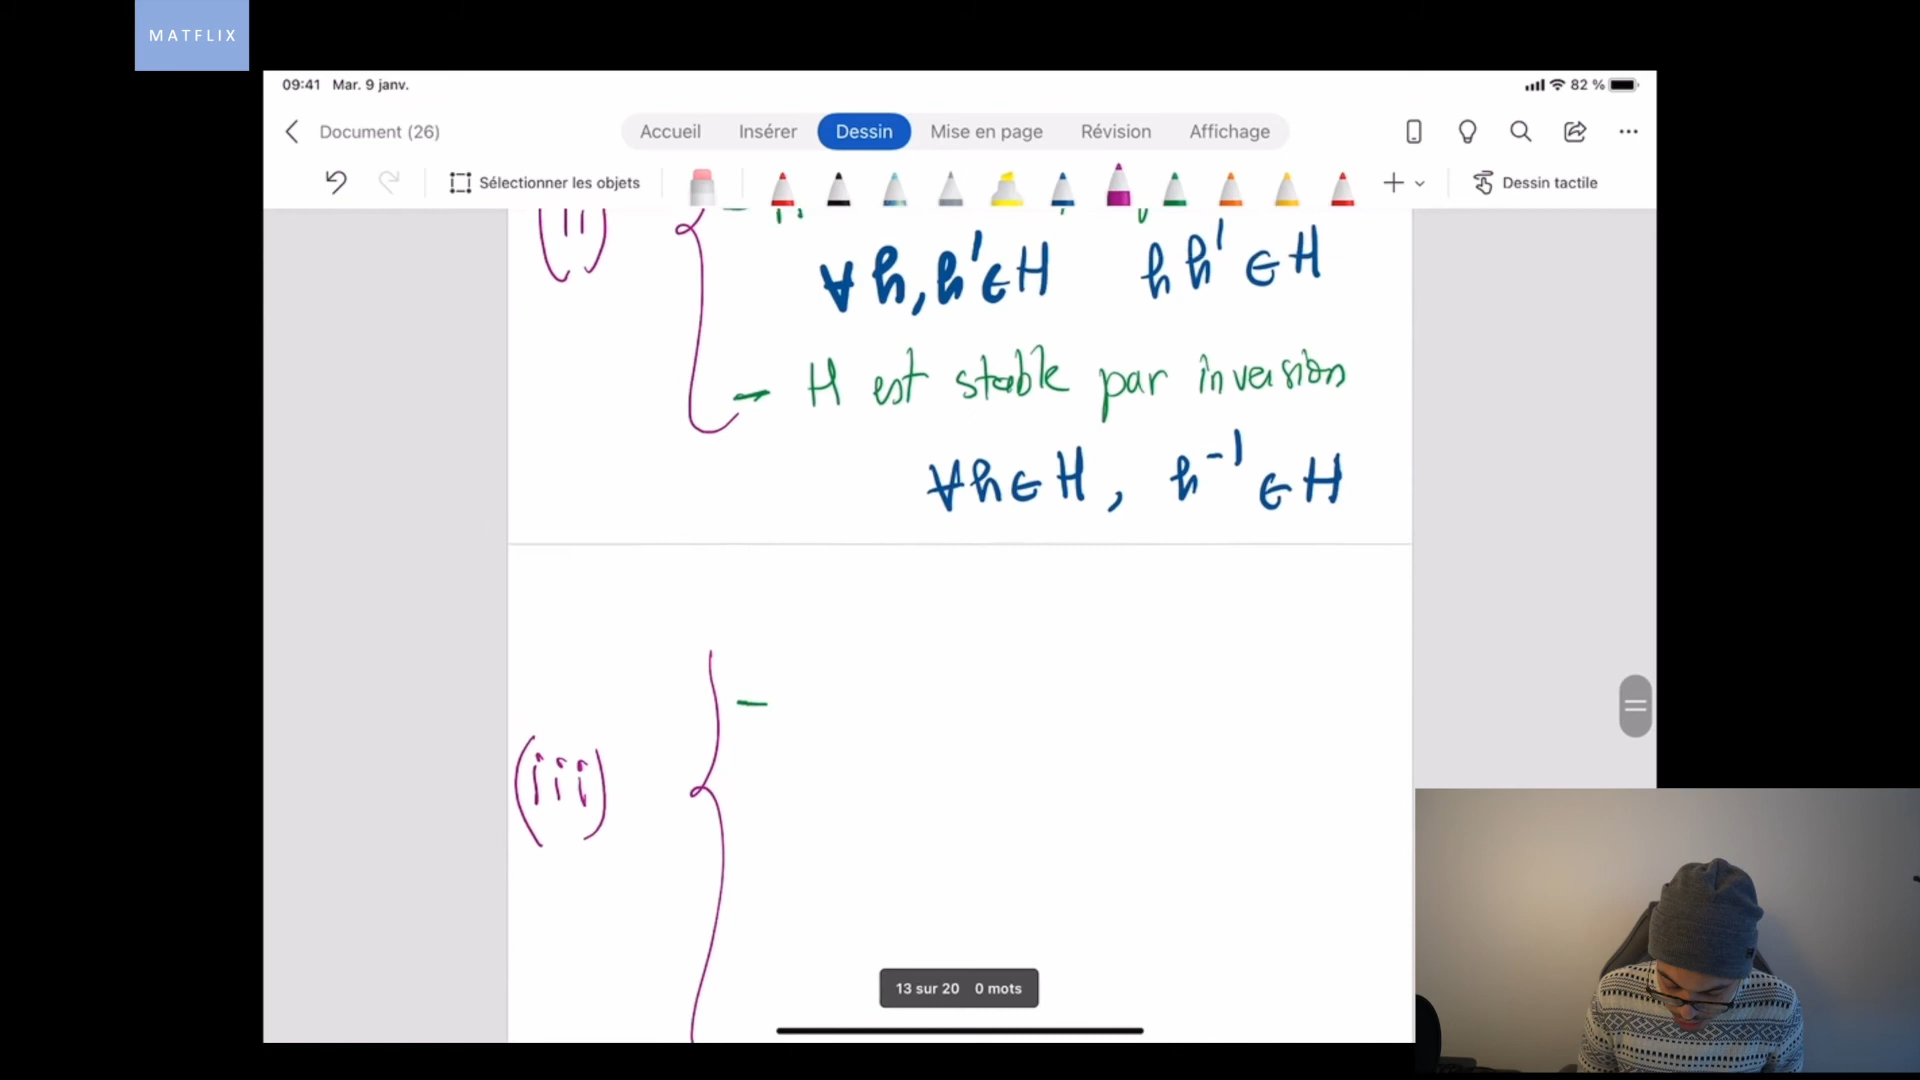 MATFLIX
09:41 Mar. 9 janv.
82 %
Document (26)
Accueil Insérer Dessin Mise en page Révision Affichage
Sélectionner les objets
Dessin tactile
(ii)
∀h,h'∈H hh'∈H
- H est stable par inversion
∀h∈H, h⁻¹∈H
-
(iii)
13 sur 20 0 mots